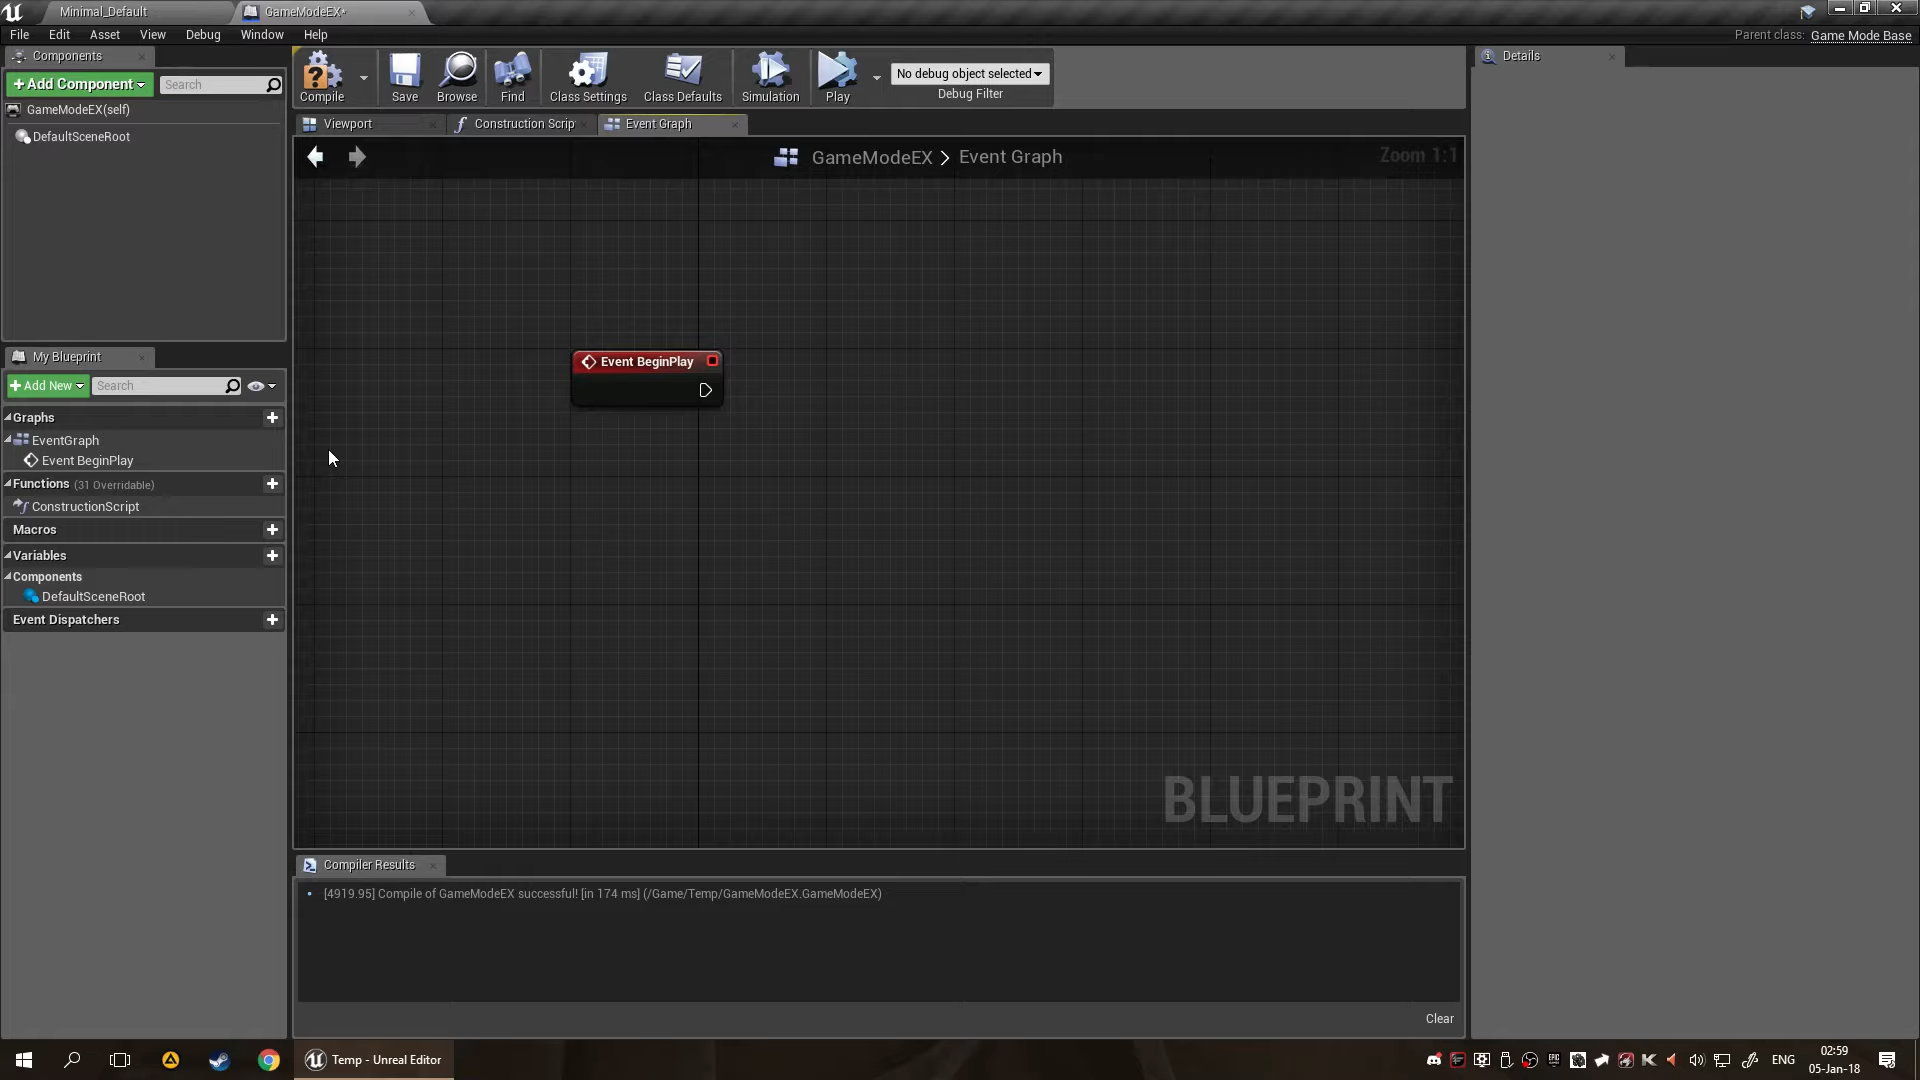 Minimal_Default
GameModeEX*
File
Edit
Asset
View
Debug
Window
Help
Parent class: Game Mode Base
Components
+Add Component
Search
GameModeEX(self)
DefaultSceneRoot
Compile
Save
Browse
Find
Class Settings
Class Defaults
Simulation
Play
No debug object selected
Debug Filter
Details
Viewport
Construction Scrip
Event Graph
GameModeEX > Event Graph
Zoom 1:1
Event BeginPlay
My Blueprint
+Add New
Search
Graphs
EventGraph
Event BeginPlay
Functions (31 Overridable)
ConstructionScript
Macros
Variables
Components
DefaultSceneRoot
Event Dispatchers
BLUEPRINT
Compiler Results
[4919.95] Compile of GameModeEX successful! [in 174 ms] (/Game/Temp/GameModeEX.GameModeEX)
Clear
Temp - Unreal Editor
ENG
02:59
05-Jan-18